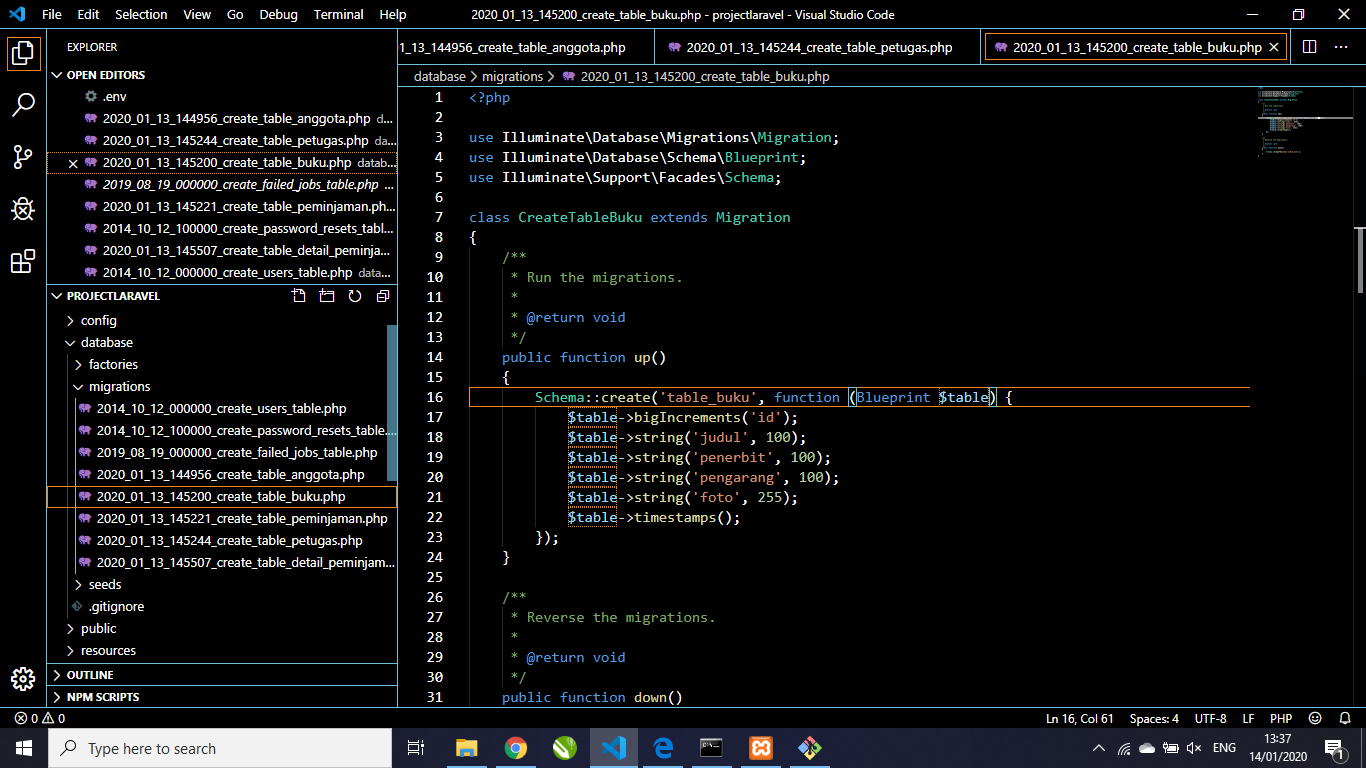 File Edit Selection View Go Debug Terminal Help 2020_01_13_145200_create_table_buku.php - projectlaravel - Visual Studio Code
EXPLORER
1_13_144956_create_table_anggota.php 2020_01_13_145244_create_table_petugas.php 2020_01_13_145200_create_table_buku.php
OPEN EDITORS
.env
2020_01_13_144956_create_table_anggota.php d...
2020_01_13_145244_create_table_petugas.php da...
2020_01_13_145200_create_table_buku.php datab...
2019_08_19_000000_create_failed_jobs_table.php ...
2020_01_13_145221_create_table_peminjaman.ph...
2014_10_12_100000_create_password_resets_tabl...
2020_01_13_145507_create_table_detail_peminja...
2014_10_12_000000_create_users_table.php data...
PROJECTLARAVEL
config
database
factories
migrations
2014_10_12_000000_create_users_table.php
2014_10_12_100000_create_password_resets_table....
2019_08_19_000000_create_failed_jobs_table.php
2020_01_13_144956_create_table_anggota.php
2020_01_13_145200_create_table_buku.php
2020_01_13_145221_create_table_peminjaman.php
2020_01_13_145244_create_table_petugas.php
2020_01_13_145507_create_table_detail_peminjam...
seeds
.gitignore
public
resources
OUTLINE
NPM SCRIPTS
database > migrations > 2020_01_13_145200_create_table_buku.php
1 <?php
2
3 use Illuminate\Database\Migrations\Migration;
4 use Illuminate\Database\Schema\Blueprint;
5 use Illuminate\Support\Facades\Schema;
6
7 class CreateTableBuku extends Migration
8 {
9 /**
10 * Run the migrations.
11 *
12 * @return void
13 */
14 public function up()
15 {
16 Schema::create('table_buku', function (Blueprint $table) {
17 $table->bigIncrements('id');
18 $table->string('judul', 100);
19 $table->string('penerbit', 100);
20 $table->string('pengarang', 100);
21 $table->string('foto', 255);
22 $table->timestamps();
23 });
24 }
25
26 /**
27 * Reverse the migrations.
28 *
29 * @return void
30 */
31 public function down()
0 0 Ln 16, Col 61 Spaces: 4 UTF-8 LF PHP
Type here to search ENG 13:37
14/01/2020 1